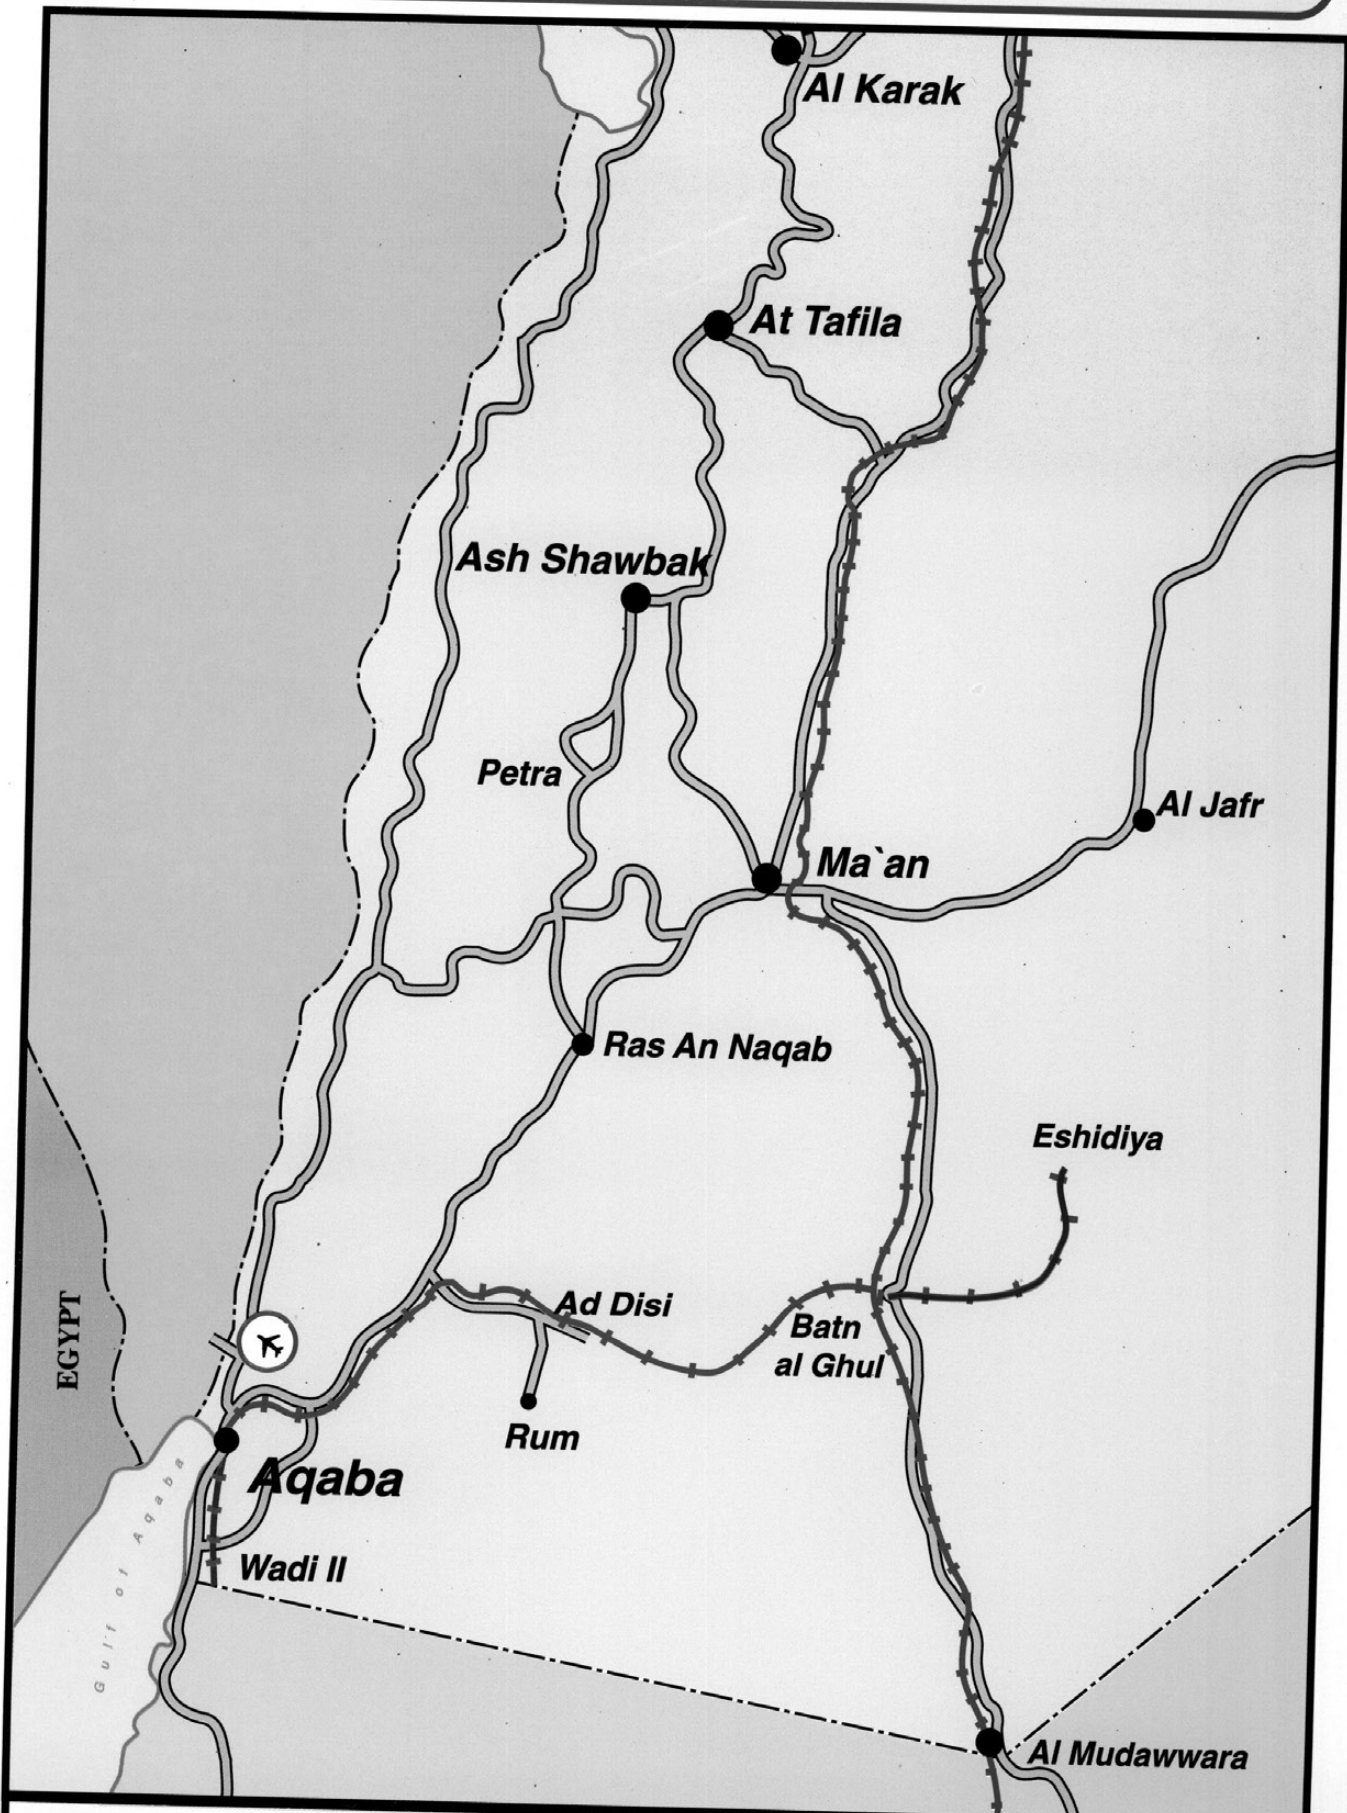 Al Karak
At Tafila
Ash Shawbak
Petra
Al Jafr
Ma`an
Ras An Naqab
Eshidiya
EGYPT
Ad Disi
Batn
al Ghul
Rum
Aqaba
Gulf of Aqaba
Wadi II
Al Mudawwara